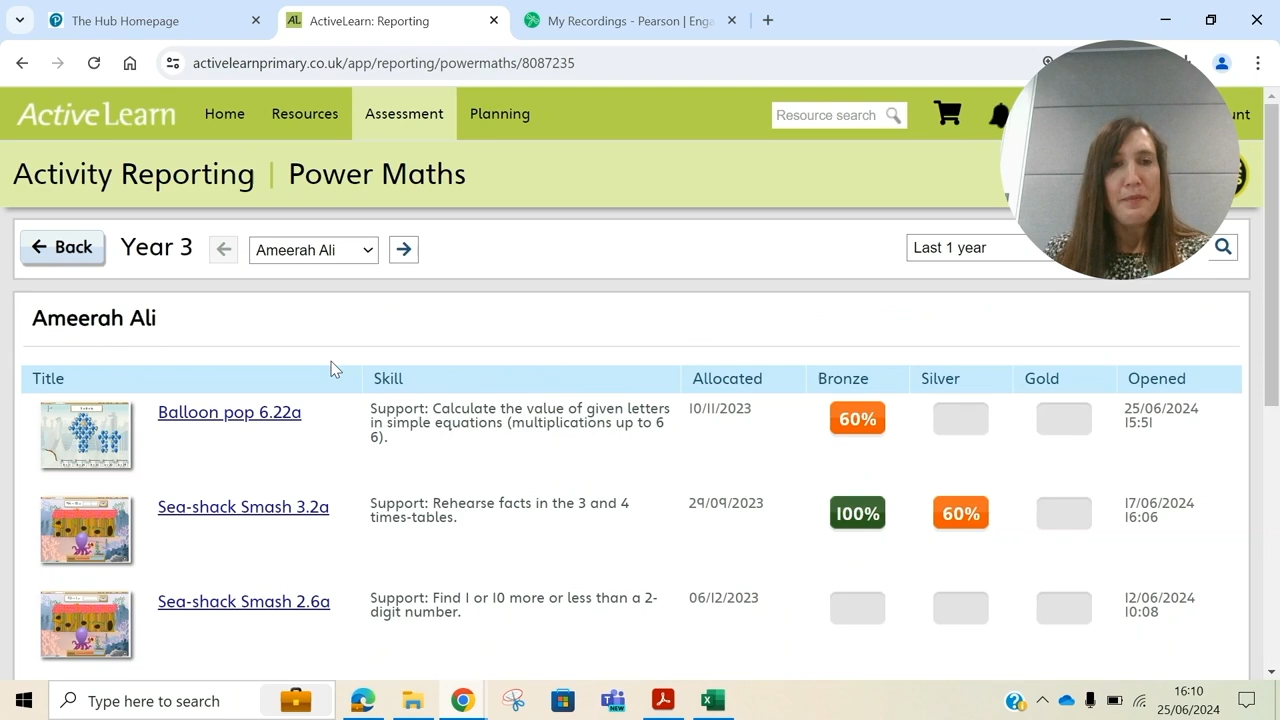 The Hub Homepage
ActiveLearn: Reporting
My Recordings - Pearson | Enga
activelearnprimary.co.uk/app/reporting/powermaths/8087235
ActiveLearn
Home
Resources
Assessment
Planning
Resource search
unt
Activity Reporting | Power Maths
Back
Year 3
Ameerah Ali
Last 1 year
Ameerah Ali
Title
Skill
Allocated
Bronze
Silver
Gold
Opened
Balloon pop 6.22a
Support: Calculate the value of given letters
in simple equations (multiplications up to 6
6).
10/11/2023
60%
25/06/2024
15:51
Sea-shack Smash 3.2a
Support: Rehearse facts in the 3 and 4
times-tables.
29/09/2023
100%
60%
17/06/2024
16:06
Sea-shack Smash 2.6a
Support: Find 1 or 10 more or less than a 2-
digit number.
06/12/2023
12/06/2024
10:08
Type here to search
16:10
25/06/2024